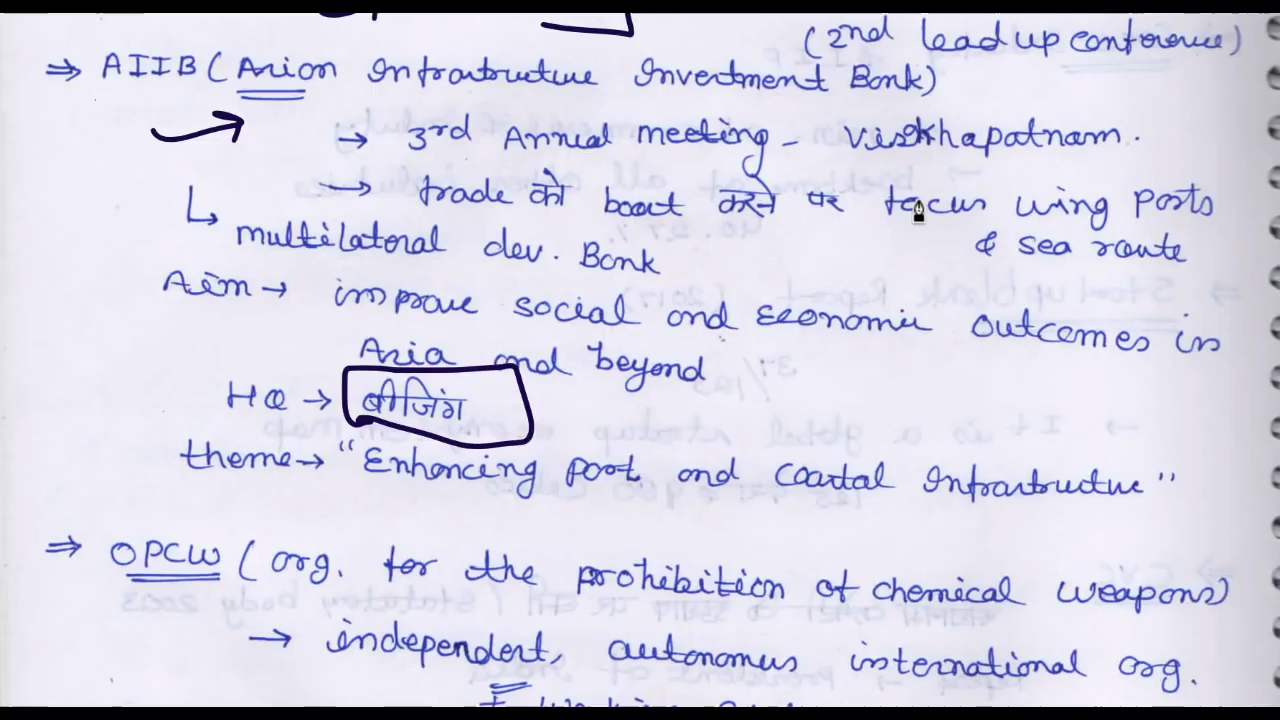 (2nd lead up conference)
⇒ AIIB (Asian Infrastructure Investment Bank)
→ 3rd Annual meeting - Visakhapatnam.
→ trade को boost करने पर focus using ports
& sea route
multilateral dev. Bank
Aim → improve social and economic outcomes in
Asia and beyond
HQ → बीजिंग
theme → "Enhancing port and coastal Infrastructure"
⇒ OPCW (org. for the prohibition of chemical weapons)
→ independent, autonomus international org.